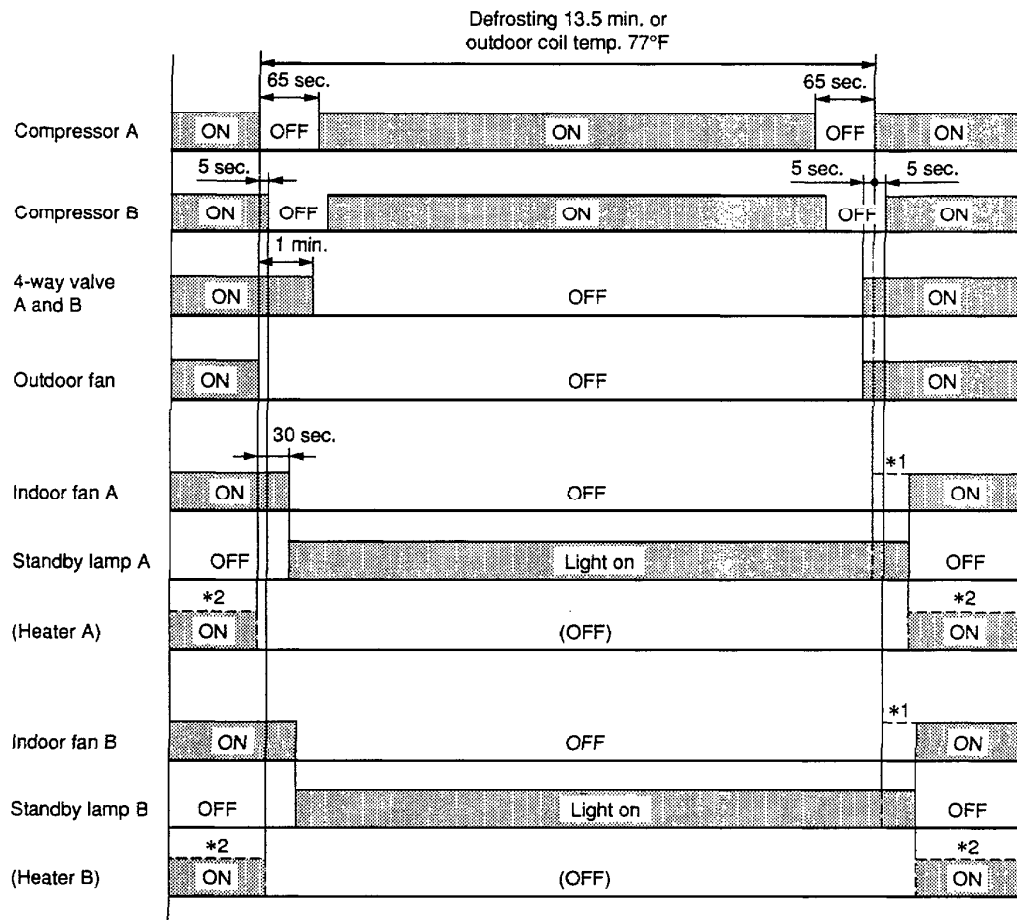 Defrosting 13.5 min. or
outdoor coil temp. 77°F
65 sec.
65 sec.
Compressor A
ON
OFF
ON
OFF
ON
5 sec.
5 sec.
5 sec.
Compressor B
ON
OFF
ON
OFF
ON
1 min.
4-way valve
A and B
ON
OFF
ON
Outdoor fan
ON
OFF
ON
30 sec.
*1
Indoor fan A
ON
OFF
ON
Standby lamp A
OFF
Light on
OFF
*2
*2
(Heater A)
ON
(OFF)
ON
*1
Indoor fan B
ON
OFF
ON
Standby lamp B
OFF
Light on
OFF
*2
*2
(Heater B)
ON
(OFF)
ON